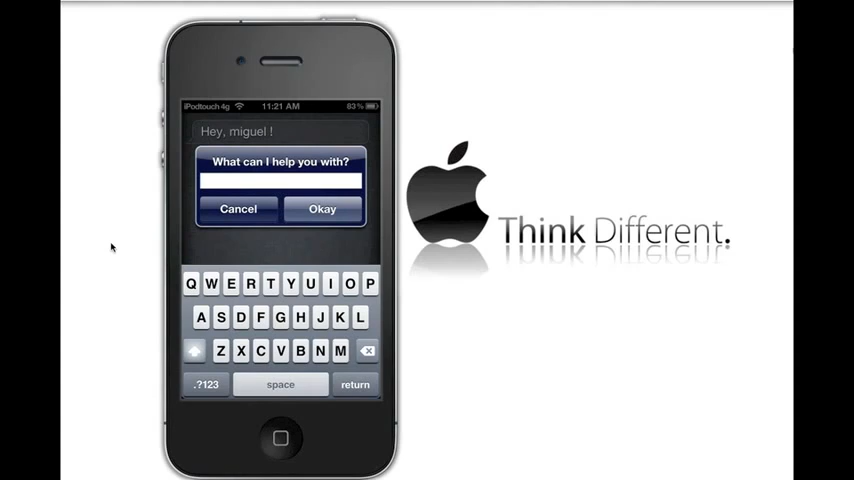 iPodtouch 4g 11:21 AM 83 %
Hey, miguel !
What can I help you with?
Cancel Okay
Think Different.
Q W E R T Y U I O P
A S D F G H J K L
Z X C V B N M
.?123 space return